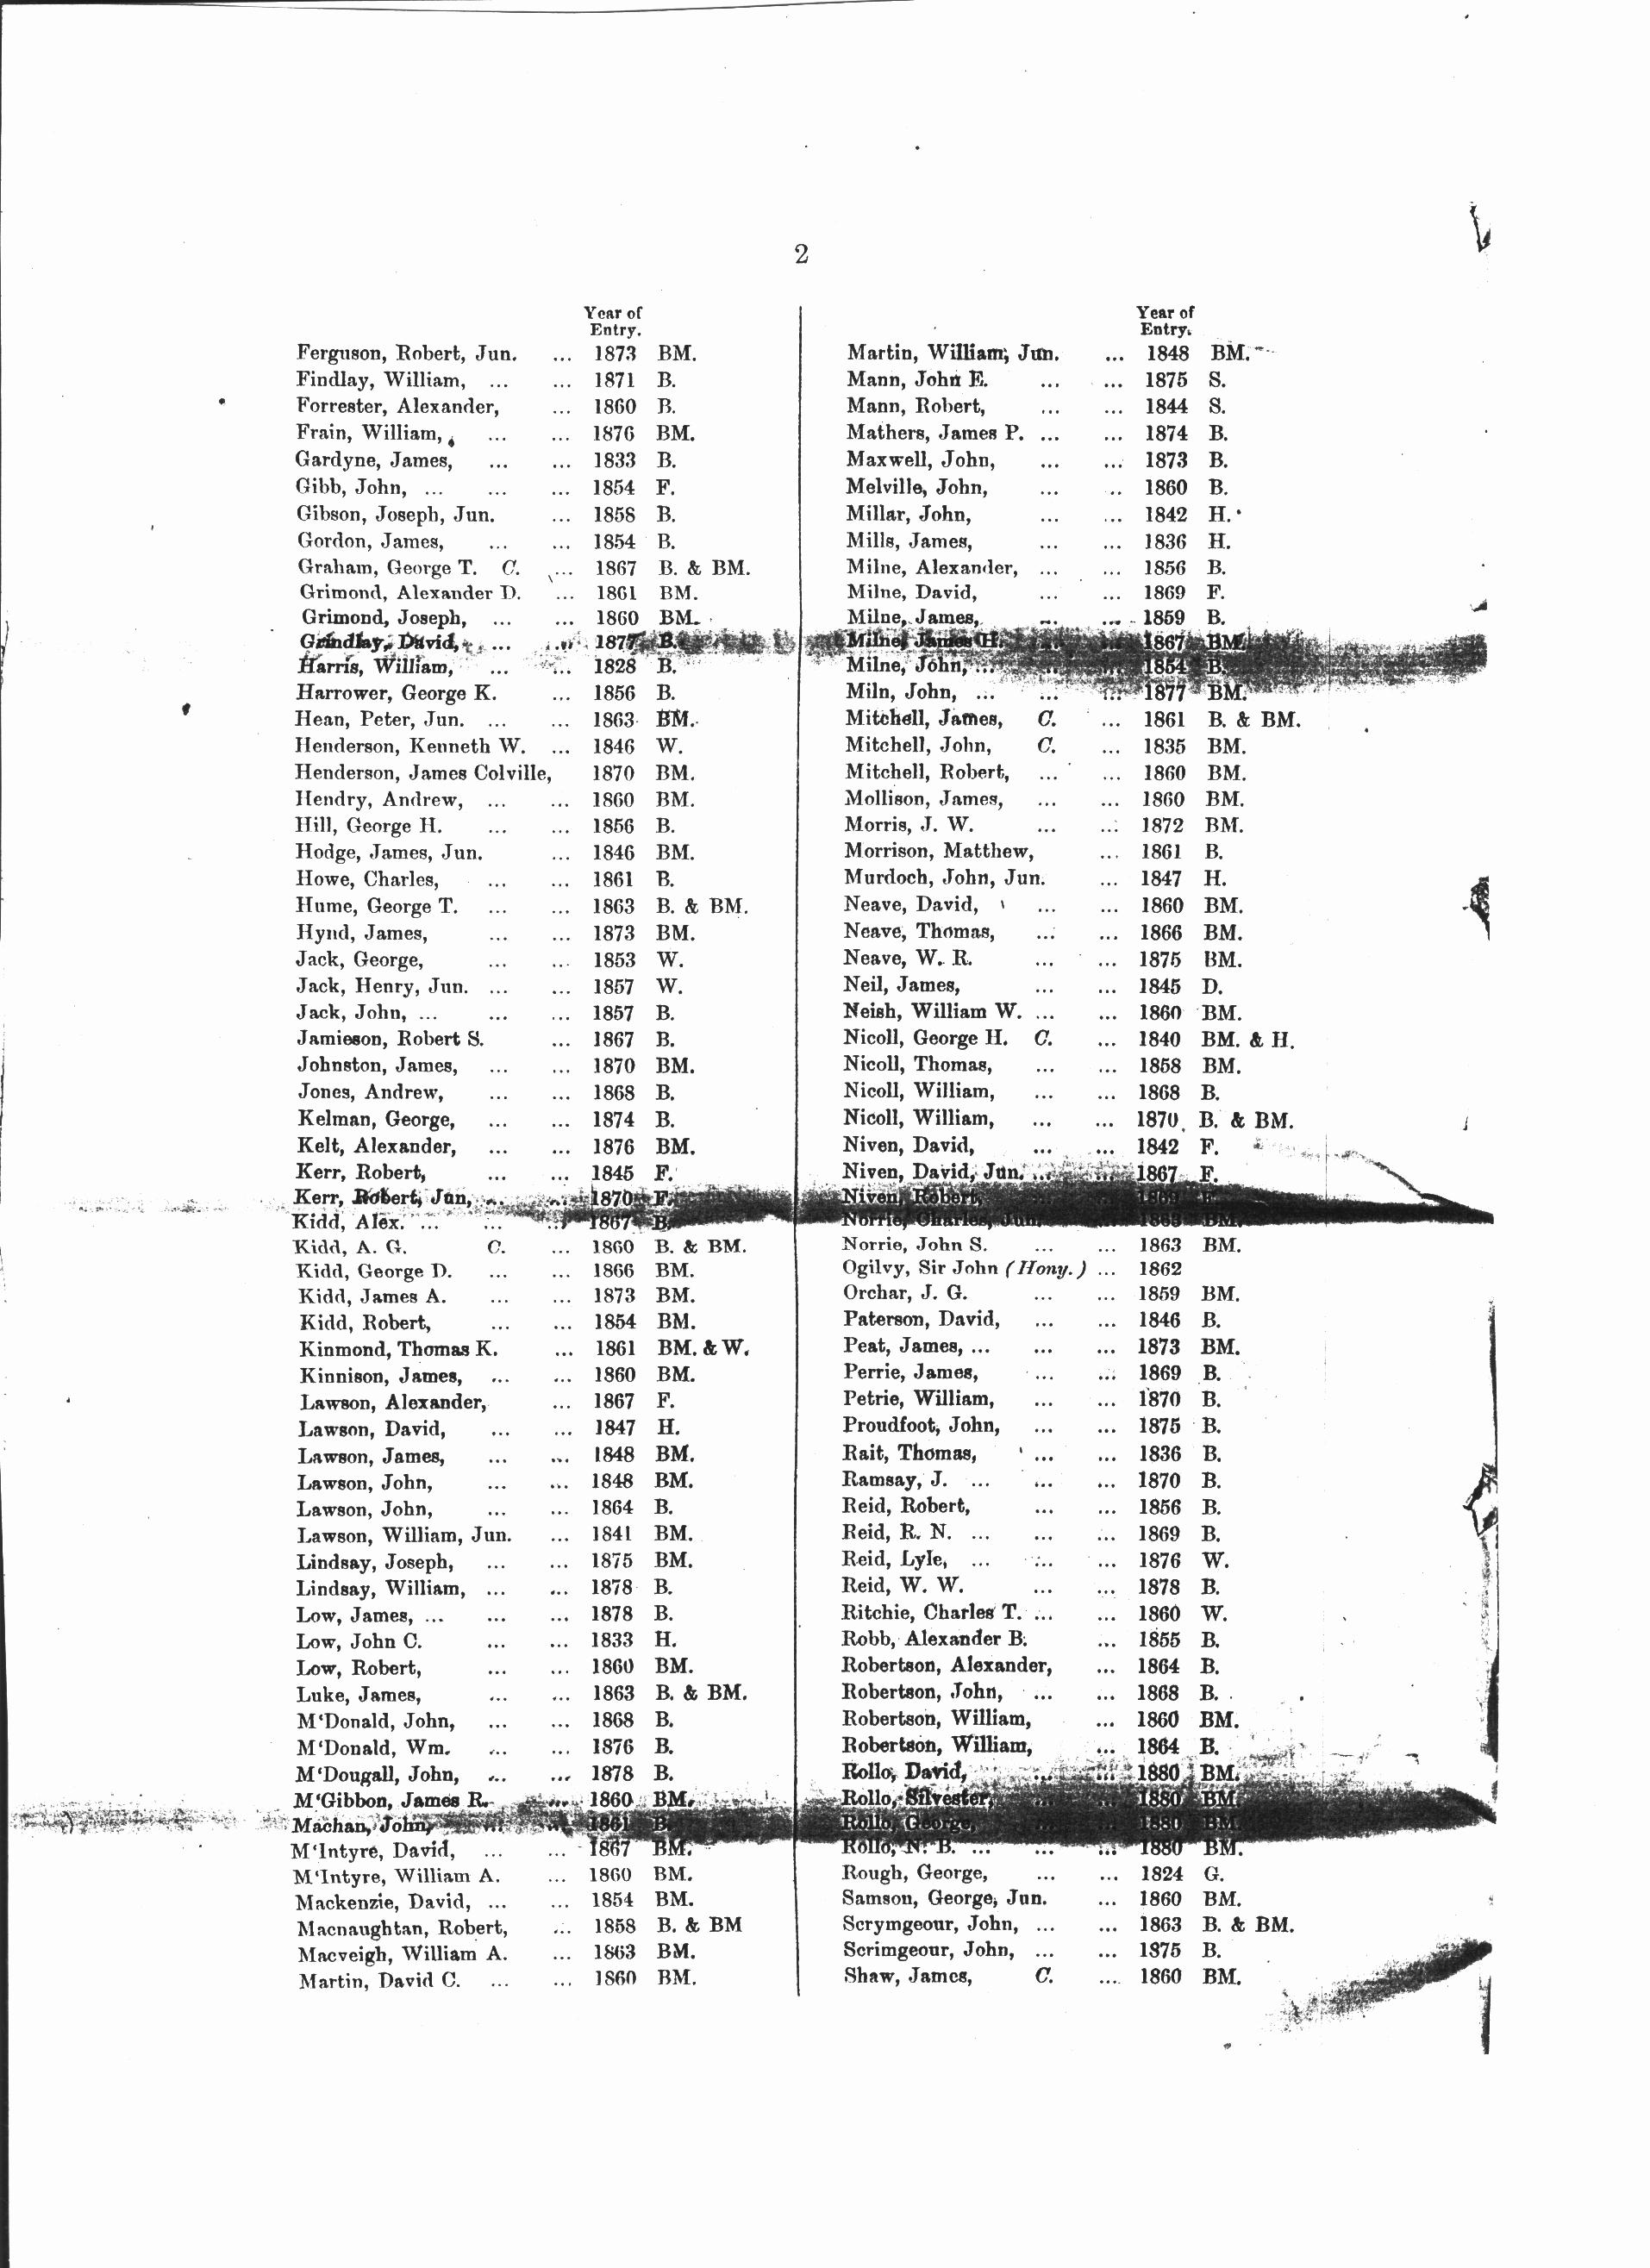 2
Year of
Entry.
Ferguson, Robert, Jun. ... 1873 BM.
Findlay, William, ... ... 1871 B.
Forrester, Alexander, ... 1860 B.
Frain, William, ... ... 1876 BM.
Gardyne, James, ... ... 1833 B.
Gibb, John, ... ... ... 1854 F.
Gibson, Joseph, Jun. ... 1858 B.
Gordon, James, ... ... 1854 B.
Graham, George T. C. ... 1867 B. & BM.
Grimond, Alexander D. ... 1861 BM.
Grimond, Joseph, ... ... 1860 BM.
Grindlay, David, ... ... 1877 B.
Harris, William, ... ... 1828 B.
Harrower, George K. ... 1856 B.
Hean, Peter, Jun. ... ... 1863 BM.
Henderson, Kenneth W. ... 1846 W.
Henderson, James Colville, 1870 BM.
Hendry, Andrew, ... ... 1860 BM.
Hill, George H. ... ... 1856 B.
Hodge, James, Jun. ... 1846 BM.
Howe, Charles, ... ... 1861 B.
Hume, George T. ... ... 1863 B. & BM.
Hynd, James, ... ... 1873 BM.
Jack, George, ... ... 1853 W.
Jack, Henry, Jun. ... ... 1857 W.
Jack, John, ... ... ... 1857 B.
Jamieson, Robert S. ... 1867 B.
Johnston, James, ... ... 1870 BM.
Jones, Andrew, ... ... 1868 B.
Kelman, George, ... ... 1874 B.
Kelt, Alexander, ... ... 1876 BM.
Kerr, Robert, ... ... 1845 F.
Kerr, Robert, Jun, ... ... 1870 F.
Kidd, Alex. ... ... ... 1867 B.
Kidd, A. G. C. ... 1860 B. & BM.
Kidd, George D. ... ... 1866 BM.
Kidd, James A. ... ... 1873 BM.
Kidd, Robert, ... ... 1854 BM.
Kinmond, Thomas K. ... 1861 BM. & W.
Kinnison, James, ... ... 1860 BM.
Lawson, Alexander, ... 1867 F.
Lawson, David, ... ... 1847 H.
Lawson, James, ... ... 1848 BM.
Lawson, John, ... ... 1848 BM.
Lawson, John, ... ... 1864 B.
Lawson, William, Jun. ... 1841 BM.
Lindsay, Joseph, ... ... 1875 BM.
Lindsay, William, ... ... 1878 B.
Low, James, ... ... ... 1878 B.
Low, John C. ... ... 1833 H.
Low, Robert, ... ... 1860 BM.
Luke, James, ... ... 1863 B. & BM.
M'Donald, John, ... ... 1868 B.
M'Donald, Wm. ... ... 1876 B.
M'Dougall, John, ... ... 1878 B.
M'Gibbon, James R. ... 1860 BM.
Machan, John, ... ... 1861 B.
M'Intyre, David, ... ... 1867 BM.
M'Intyre, William A. ... 1860 BM.
Mackenzie, David, ... ... 1854 BM.
Macnaughtan, Robert, ... 1858 B. & BM
Macveigh, William A. ... 1863 BM.
Martin, David C. ... ... 1860 BM.
Year of
Entry.
Martin, William, Jun. ... 1848 BM.
Mann, John E. ... ... 1875 S.
Mann, Robert, ... ... 1844 S.
Mathers, James P. ... ... 1874 B.
Maxwell, John, ... ... 1873 B.
Melville, John, ... .. 1860 B.
Millar, John, ... ... 1842 H.
Mills, James, ... ... 1836 H.
Milne, Alexander, ... ... 1856 B.
Milne, David, ... ... 1869 F.
Milne, James, ... ... 1859 B.
Milne, James H. ... ... 1867 BM.
Milne, John, ... ... ... 1854 B.
Miln, John, ... ... ... 1877 BM.
Mitchell, James, C. ... 1861 B. & BM.
Mitchell, John, C. ... 1835 BM.
Mitchell, Robert, ... ... 1860 BM.
Mollison, James, ... ... 1860 BM.
Morris, J. W. ... ... 1872 BM.
Morrison, Matthew, ... 1861 B.
Murdoch, John, Jun. ... 1847 H.
Neave, David, ... ... 1860 BM.
Neave, Thomas, ... ... 1866 BM.
Neave, W. R. ... ... 1875 BM.
Neil, James, ... ... 1845 D.
Neish, William W. ... ... 1860 BM.
Nicoll, George H. C. ... 1840 BM. & H.
Nicoll, Thomas, ... ... 1858 BM.
Nicoll, William, ... ... 1868 B.
Nicoll, William, ... ... 1870 B. & BM.
Niven, David, ... ... 1842 F.
Niven, David, Jun. ... ... 1867 F.
Niven, Robert, 1869 F.
Norrie, Charles, Jun. ... 1863 BM.
Norrie, John S. ... ... 1863 BM.
Ogilvy, Sir John (Hony.) ... 1862
Orchar, J. G. ... ... 1859 BM.
Paterson, David, ... ... 1846 B.
Peat, James, ... ... ... 1873 BM.
Perrie, James, ... ... 1869 B.
Petrie, William, ... ... 1870 B.
Proudfoot, John, ... ... 1875 B.
Rait, Thomas, ... ... 1836 B.
Ramsay, J. ... ... ... 1870 B.
Reid, Robert, ... ... 1856 B.
Reid, R. N. ... ... ... 1869 B.
Reid, Lyle, ... ... ... 1876 W.
Reid, W. W. ... ... 1878 B.
Ritchie, Charles T. ... ... 1860 W.
Robb, Alexander B. ... 1855 B.
Robertson, Alexander, ... 1864 B.
Robertson, John, ... ... 1868 B.
Robertson, William, ... 1860 BM.
Robertson, William, ... 1864 B.
Rollo, David, ... ... 1880 BM.
Rollo, Silvester, ... ... 1880 BM.
Rollo, George, ... ... 1880 BM.
Rollo, N. B. ... ... ... 1880 BM.
Rough, George, ... ... 1824 G.
Samson, George, Jun. ... 1860 BM.
Scrymgeour, John, ... ... 1863 B. & BM.
Scrimgeour, John, ... ... 1875 B.
Shaw, James, C. ... 1860 BM.